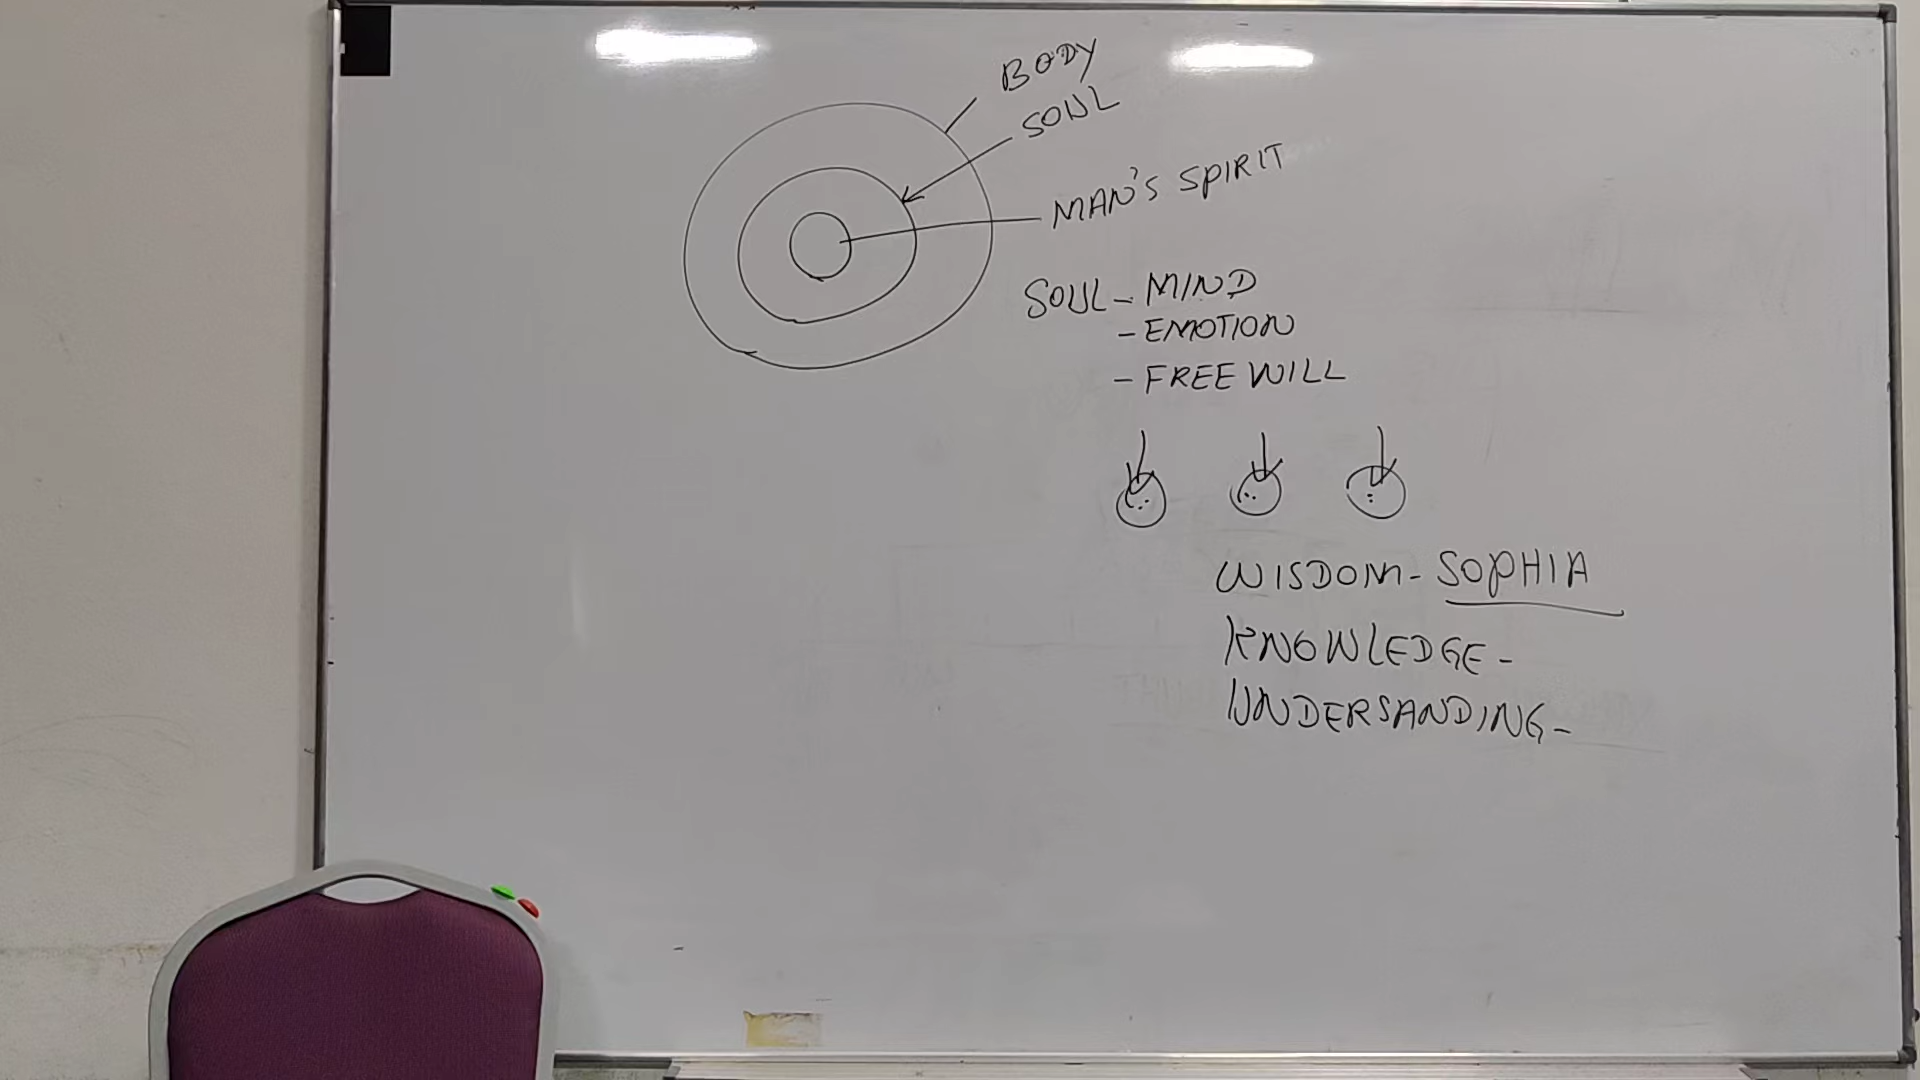 BODY
SOUL
MAN'S SPIRIT
SOUL - MIND
- EMOTION
- FREE WILL
WISDOM - SOPHIA
KNOWLEDGE -
UNDERSANDING -